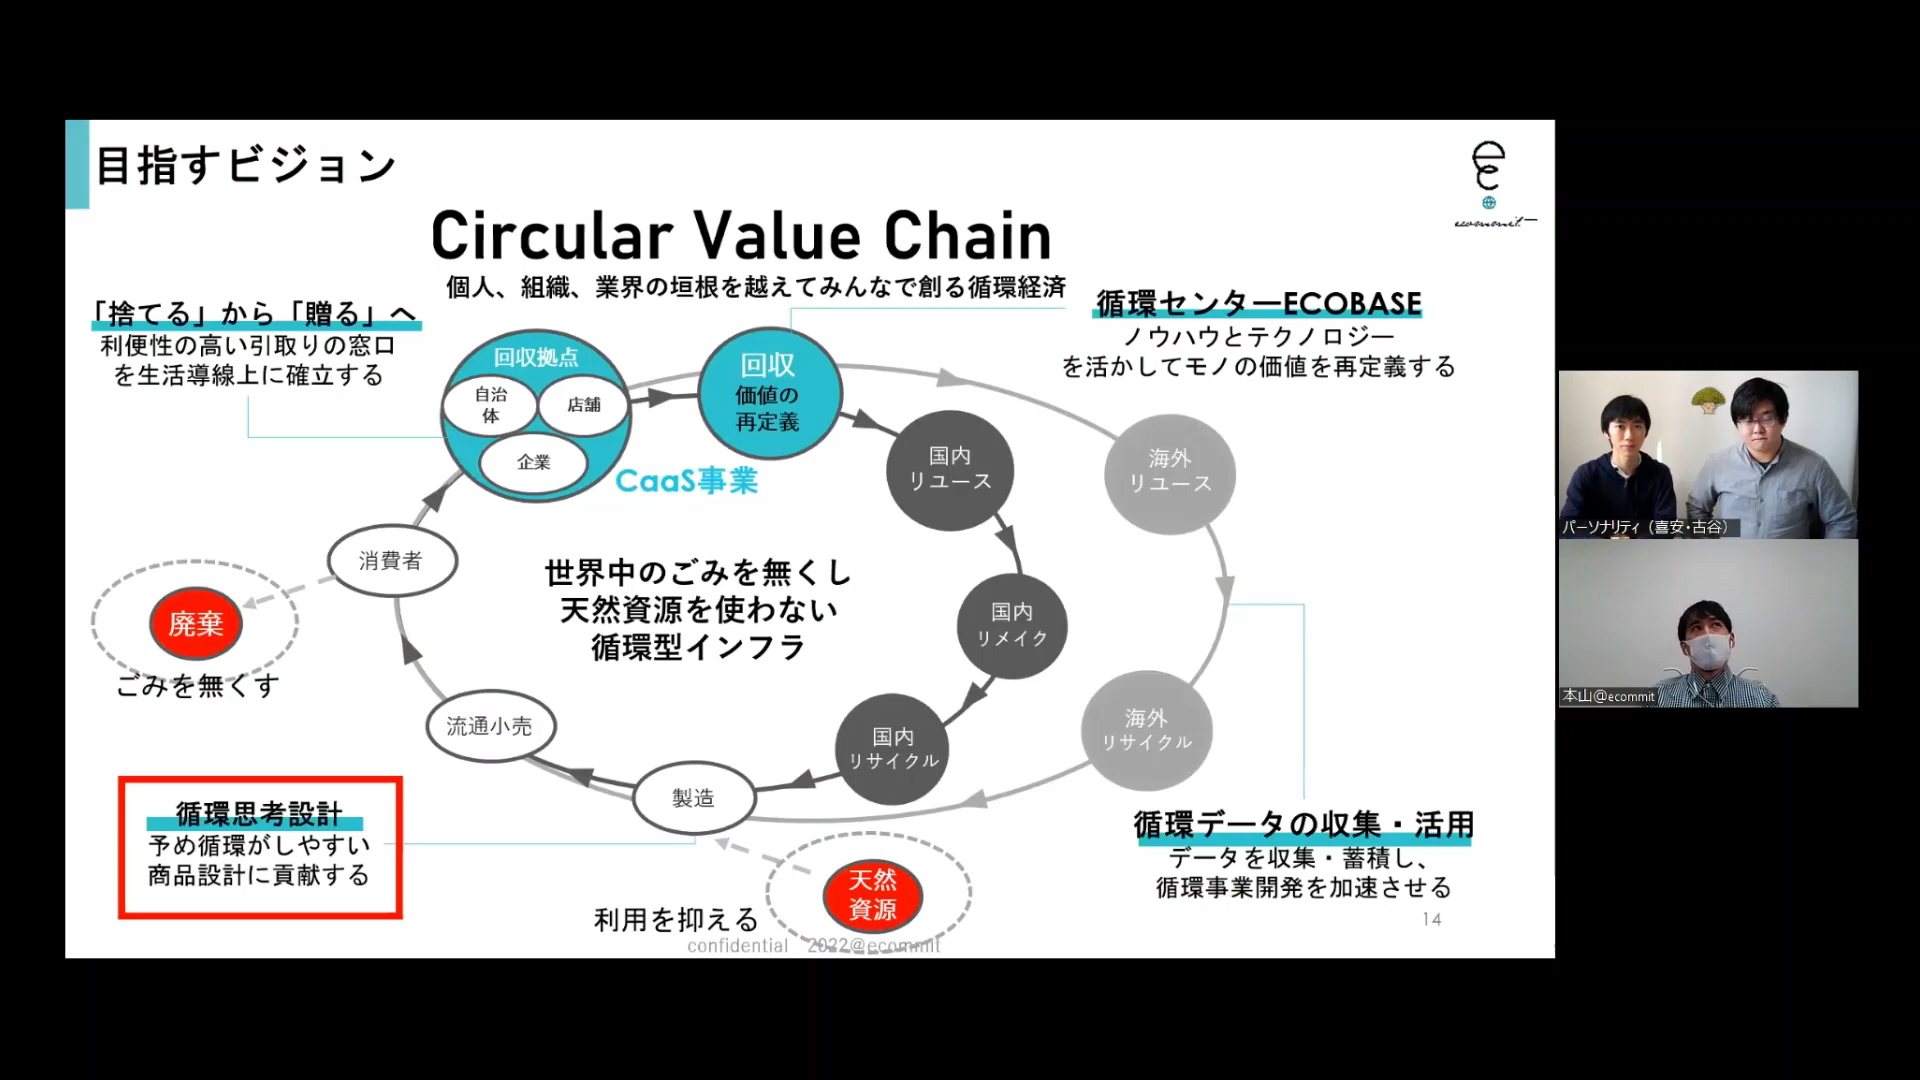 目指すビジョン
ecommit
Circular Value Chain
個人、組織、業界の垣根を越えてみんなで創る循環経済
「捨てる」から「贈る」へ
利便性の高い引取りの窓口
を生活導線上に確立する
循環センターECOBASE
ノウハウとテクノロジー
を活かしてモノの価値を再定義する
回収拠点
自治
体
店舗
企業
回収
価値の
再定義
CaaS事業
国内
リユース
海外
リユース
消費者
廃棄
ごみを無くす
世界中のごみを無くし
天然資源を使わない
循環型インフラ
国内
リメイク
流通小売
国内
リサイクル
海外
リサイクル
製造
循環思考設計
予め循環がしやすい
商品設計に貢献する
天然
資源
利用を抑える
循環データの収集・活用
データを収集・蓄積し、
循環事業開発を加速させる
14
confidential 2022@ecommit
パーソナリティ（喜安・古谷）
本山@ecommit